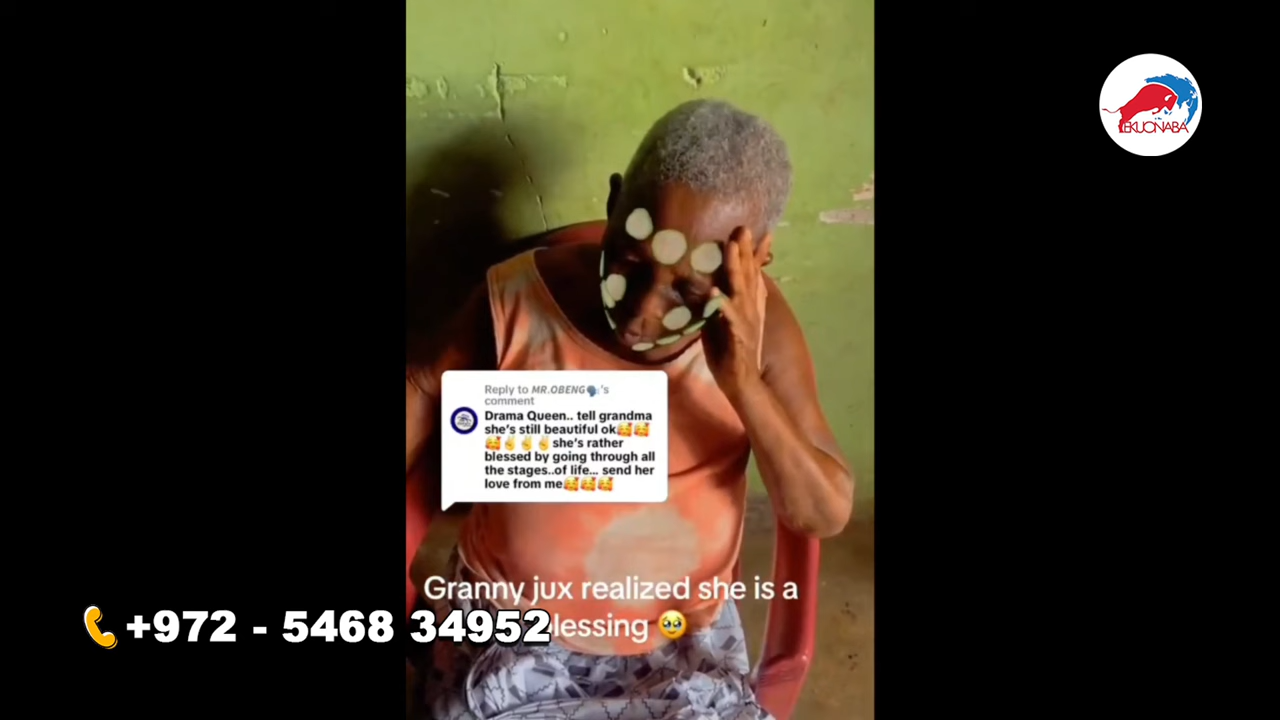 EKUONABA
Reply to MR.OBENG🗣️'s
comment
Drama Queen.. tell grandma
she's still beautiful ok🥰🥰
🥰✌️✌️✌️she's rather
blessed by going through all
the stages..of life... send her
love from me🥰🥰🥰
Granny jux realized she is a
lessing 🥹
📞+972 - 5468 34952